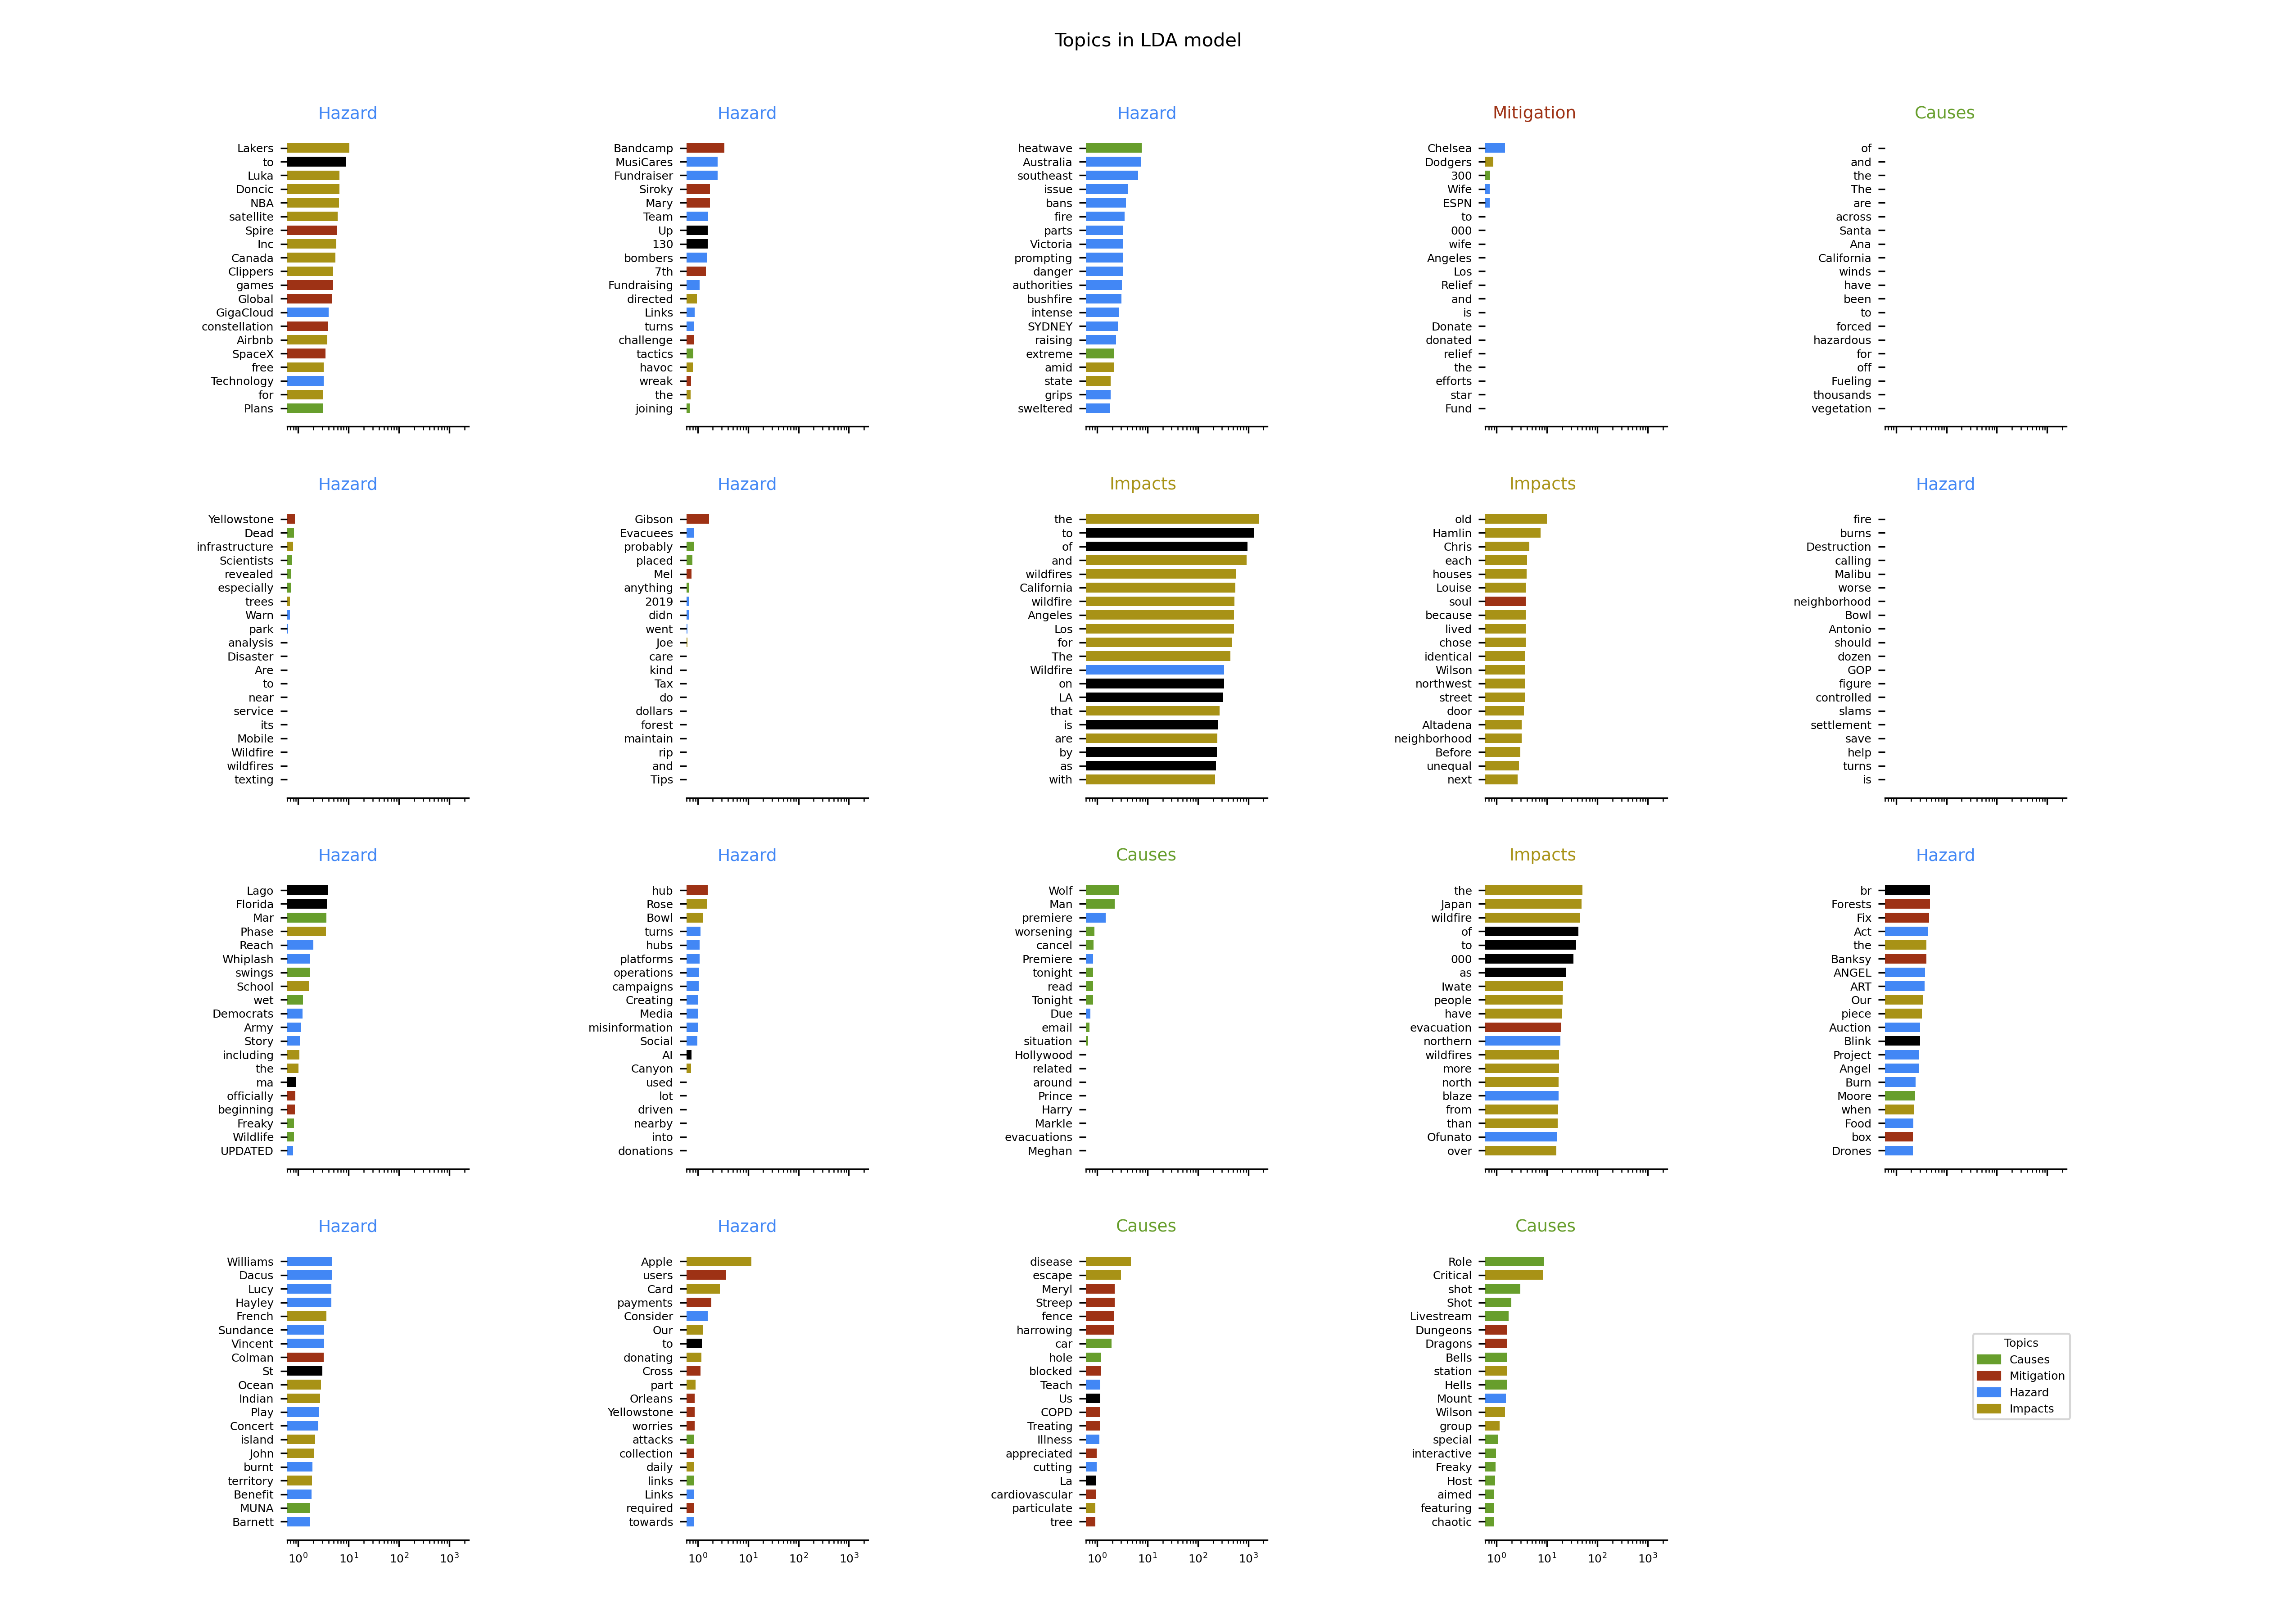 Topics in LDA model
Hazard
Lakers
to
Luka
Doncic
NBA
satellite
Spire
Inc
Canada
Clippers
games
Global
GigaCloud
constellation
Airbnb
SpaceX
free
Technology
for
Plans
Hazard
Bandcamp
MusiCares
Fundraiser
Siroky
Mary
Team
Up
130
bombers
7th
Fundraising
directed
Links
turns
challenge
tactics
havoc
wreak
the
joining
Hazard
heatwave
Australia
southeast
issue
bans
fire
parts
Victoria
prompting
danger
authorities
bushfire
intense
SYDNEY
raising
extreme
amid
state
grips
sweltered
Mitigation
Chelsea
Dodgers
300
Wife
ESPN
to
000
wife
Angeles
Los
Relief
and
is
Donate
donated
relief
the
efforts
star
Fund
Causes
of
and
the
The
are
across
Santa
Ana
California
winds
have
been
to
forced
hazardous
for
off
Fueling
thousands
vegetation
Hazard
Yellowstone
Dead
infrastructure
Scientists
revealed
especially
trees
Warn
park
analysis
Disaster
Are
to
near
service
its
Mobile
Wildfire
wildfires
texting
Hazard
Gibson
Evacuees
probably
placed
Mel
anything
2019
didn
went
Joe
care
kind
Tax
do
dollars
forest
maintain
rip
and
Tips
Impacts
the
to
of
and
wildfires
California
wildfire
Angeles
Los
for
The
Wildfire
on
LA
that
is
are
by
as
with
Impacts
old
Hamlin
Chris
each
houses
Louise
soul
because
lived
chose
identical
Wilson
northwest
street
door
Altadena
neighborhood
Before
unequal
next
Hazard
fire
burns
Destruction
calling
Malibu
worse
neighborhood
Bowl
Antonio
should
dozen
GOP
figure
controlled
slams
settlement
save
help
turns
is
Hazard
Lago
Florida
Mar
Phase
Reach
Whiplash
swings
School
wet
Democrats
Army
Story
including
the
ma
officially
beginning
Freaky
Wildlife
UPDATED
Hazard
hub
Rose
Bowl
turns
hubs
platforms
operations
campaigns
Creating
Media
misinformation
Social
AI
Canyon
used
lot
driven
nearby
into
donations
Causes
Wolf
Man
premiere
worsening
cancel
Premiere
tonight
read
Tonight
Due
email
situation
Hollywood
related
around
Prince
Harry
Markle
evacuations
Meghan
Impacts
the
Japan
wildfire
of
to
000
as
Iwate
people
have
evacuation
northern
wildfires
more
north
blaze
from
than
Ofunato
over
Hazard
br
Forests
Fix
Act
the
Banksy
ANGEL
ART
Our
piece
Auction
Blink
Project
Angel
Burn
Moore
when
Food
box
Drones
Hazard
Williams
Dacus
Lucy
Hayley
French
Sundance
Vincent
Colman
St
Ocean
Indian
Play
Concert
island
John
burnt
territory
Benefit
MUNA
Barnett
10⁰ 10¹ 10² 10³
Hazard
Apple
users
Card
payments
Consider
Our
to
donating
Cross
part
Orleans
Yellowstone
worries
attacks
collection
daily
links
Links
required
towards
10⁰ 10¹ 10² 10³
Causes
disease
escape
Meryl
Streep
fence
harrowing
car
hole
blocked
Teach
Us
COPD
Treating
Illness
appreciated
cutting
La
cardiovascular
particulate
tree
10⁰ 10¹ 10² 10³
Causes
Role
Critical
shot
Shot
Livestream
Dungeons
Dragons
Bells
station
Hells
Mount
Wilson
group
special
interactive
Freaky
Host
aimed
featuring
chaotic
10⁰ 10¹ 10² 10³
Topics
Causes
Mitigation
Hazard
Impacts